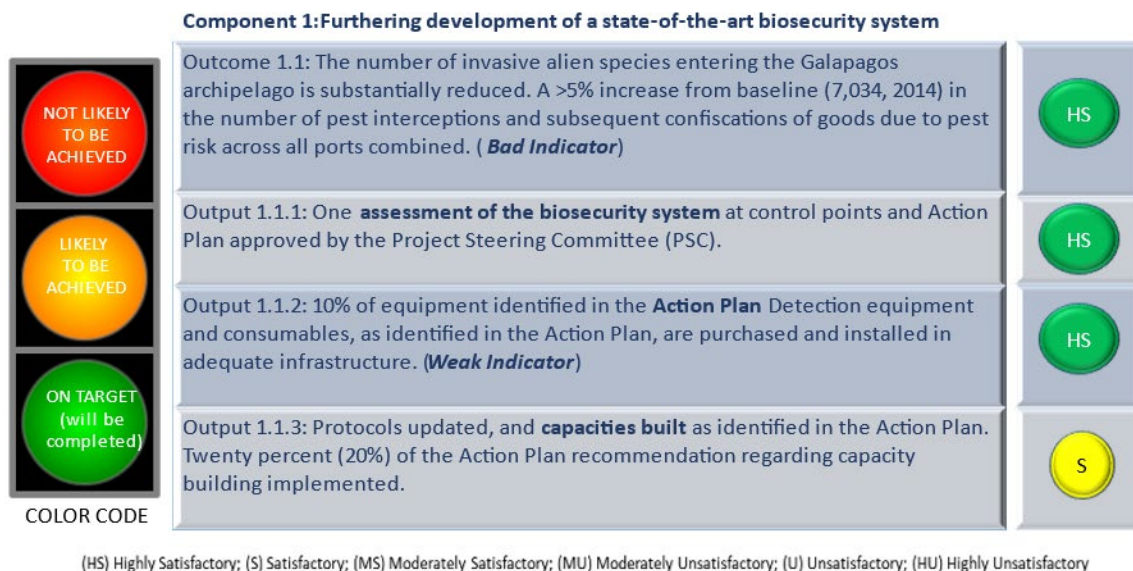 Component 1:Furthering development of a state-of-the-art biosecurity system
NOT LIKELY
TO BE
ACHIEVED
LIKELY
TO BE
ACHIEVED
ON TARGET
(will be
completed)
COLOR CODE
Outcome 1.1: The number of invasive alien species entering the Galapagos
archipelago is substantially reduced. A >5% increase from baseline (7,034, 2014) in
the number of pest interceptions and subsequent confiscations of goods due to pest
risk across all ports combined. ( Bad Indicator)
HS
Output 1.1.1: One assessment of the biosecurity system at control points and Action
Plan approved by the Project Steering Committee (PSC).
HS
Output 1.1.2: 10% of equipment identified in the Action Plan Detection equipment
and consumables, as identified in the Action Plan, are purchased and installed in
adequate infrastructure. (Weak Indicator)
HS
Output 1.1.3: Protocols updated, and capacities built as identified in the Action Plan.
Twenty percent (20%) of the Action Plan recommendation regarding capacity
building implemented.
S
(HS) Highly Satisfactory; (S) Satisfactory; (MS) Moderately Satisfactory; (MU) Moderately Unsatisfactory; (U) Unsatisfactory; (HU) Highly Unsatisfactory